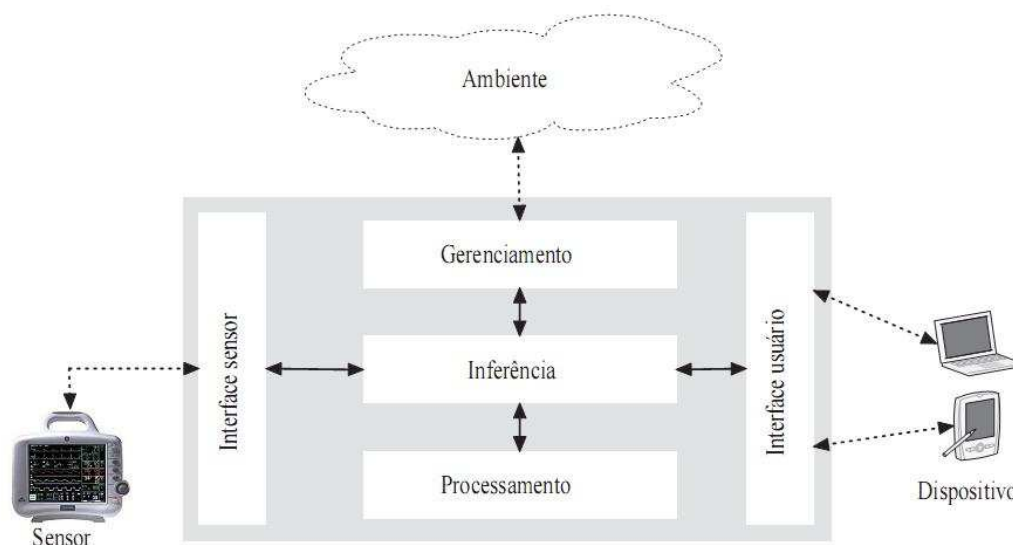 Ambiente
Gerenciamento
Interface sensor
Inferência
Interface usuário
Processamento
Sensor
Dispositivo